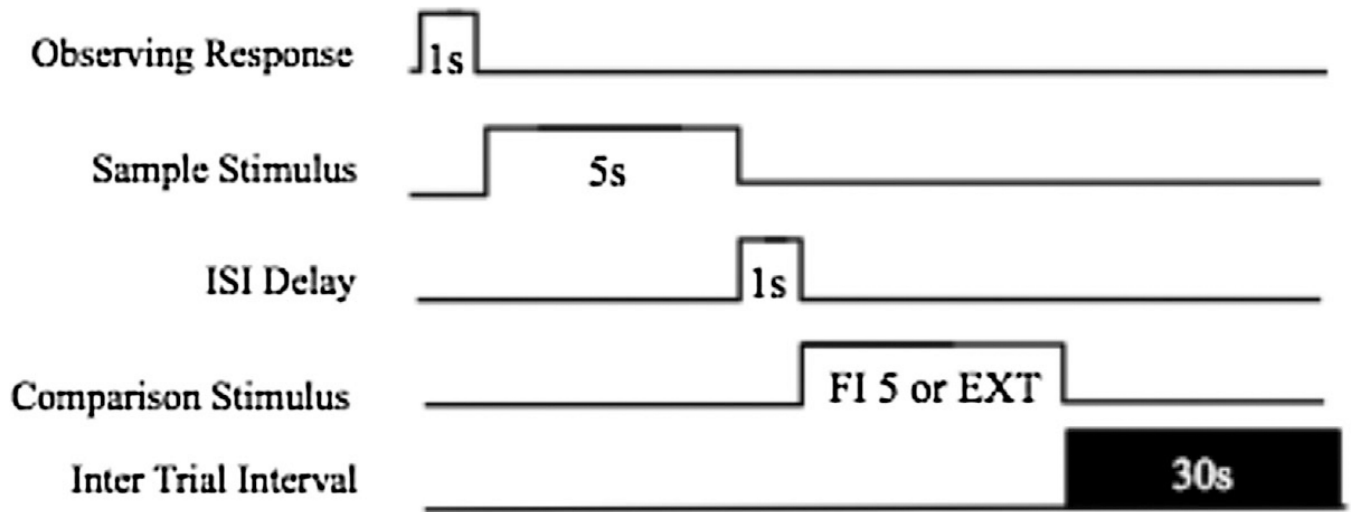 Observing Response 1s
Sample Stimulus 5s
ISI Delay 1s
Comparison Stimulus FI 5 or EXT
Inter Trial Interval 30s